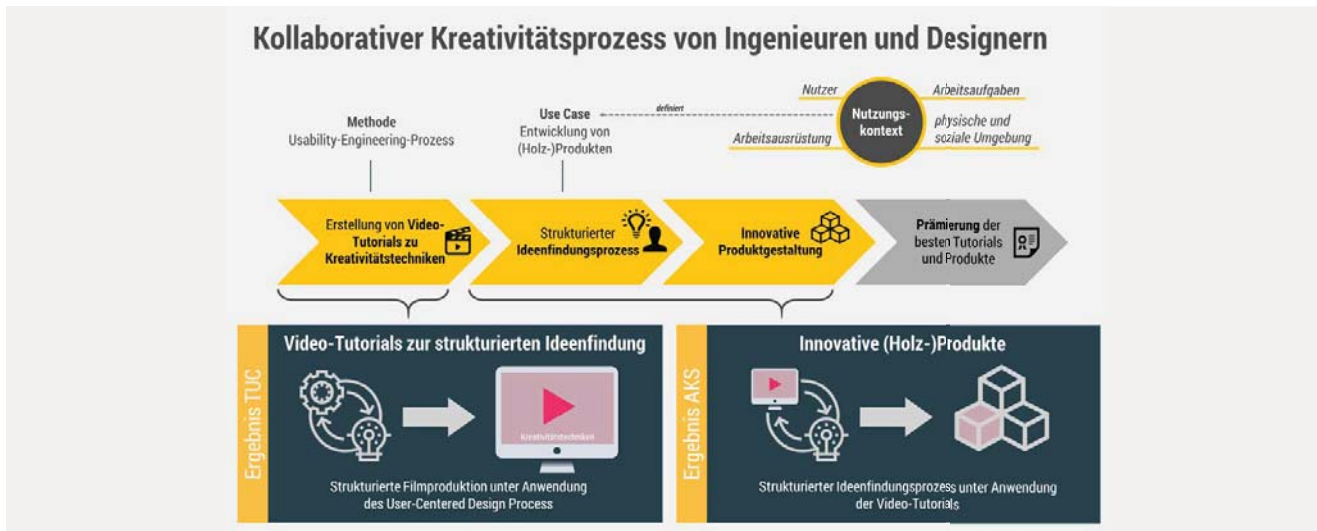 Kollaborativer Kreativitätsprozess von Ingenieuren und Designern
Nutzer
Arbeitsaufgaben
Arbeitsausrüstung
Nutzungs-
kontext
physische und
soziale Umgebung
definiert
Methode
Usability-Engineering-Prozess
Use Case
Entwicklung von
(Holz-)Produkten
Erstellung von Video-
Tutorials zu
Kreativitätstechniken
Strukturierter
Ideenfindungsprozess
Innovative
Produktgestaltung
Prämierung der
besten Tutorials
und Produkte
Ergebnis TUC
Video-Tutorials zur strukturierten Ideenfindung
Kreativitätstechniken
Strukturierte Filmproduktion unter Anwendung
des User-Centered Design Process
Ergebnis AKS
Innovative (Holz-)Produkte
Strukturierter Ideenfindungsprozess unter Anwendung
der Video-Tutorials